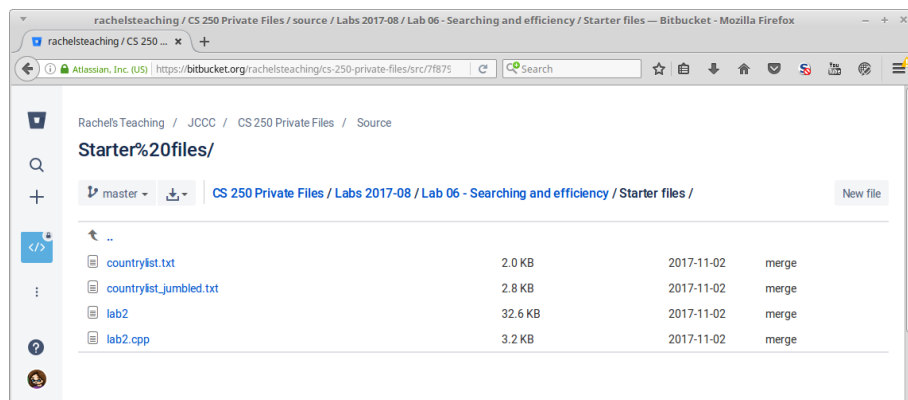 rachelsteaching / CS 250 Private Files / source / Labs 2017-08 / Lab 06 - Searching and efficiency / Starter files — Bitbucket - Mozilla Firefox
rachelsteaching / CS 250 ...
Atlassian, Inc. (US) https://bitbucket.org/rachelsteaching/cs-250-private-files/src/7f879 Search
Rachel's Teaching / JCCC / CS 250 Private Files / Source
Starter%20files/
master CS 250 Private Files / Labs 2017-08 / Lab 06 - Searching and efficiency / Starter files / New file
..
countrylist.txt 2.0 KB 2017-11-02 merge
countrylist_jumbled.txt 2.8 KB 2017-11-02 merge
lab2 32.6 KB 2017-11-02 merge
lab2.cpp 3.2 KB 2017-11-02 merge